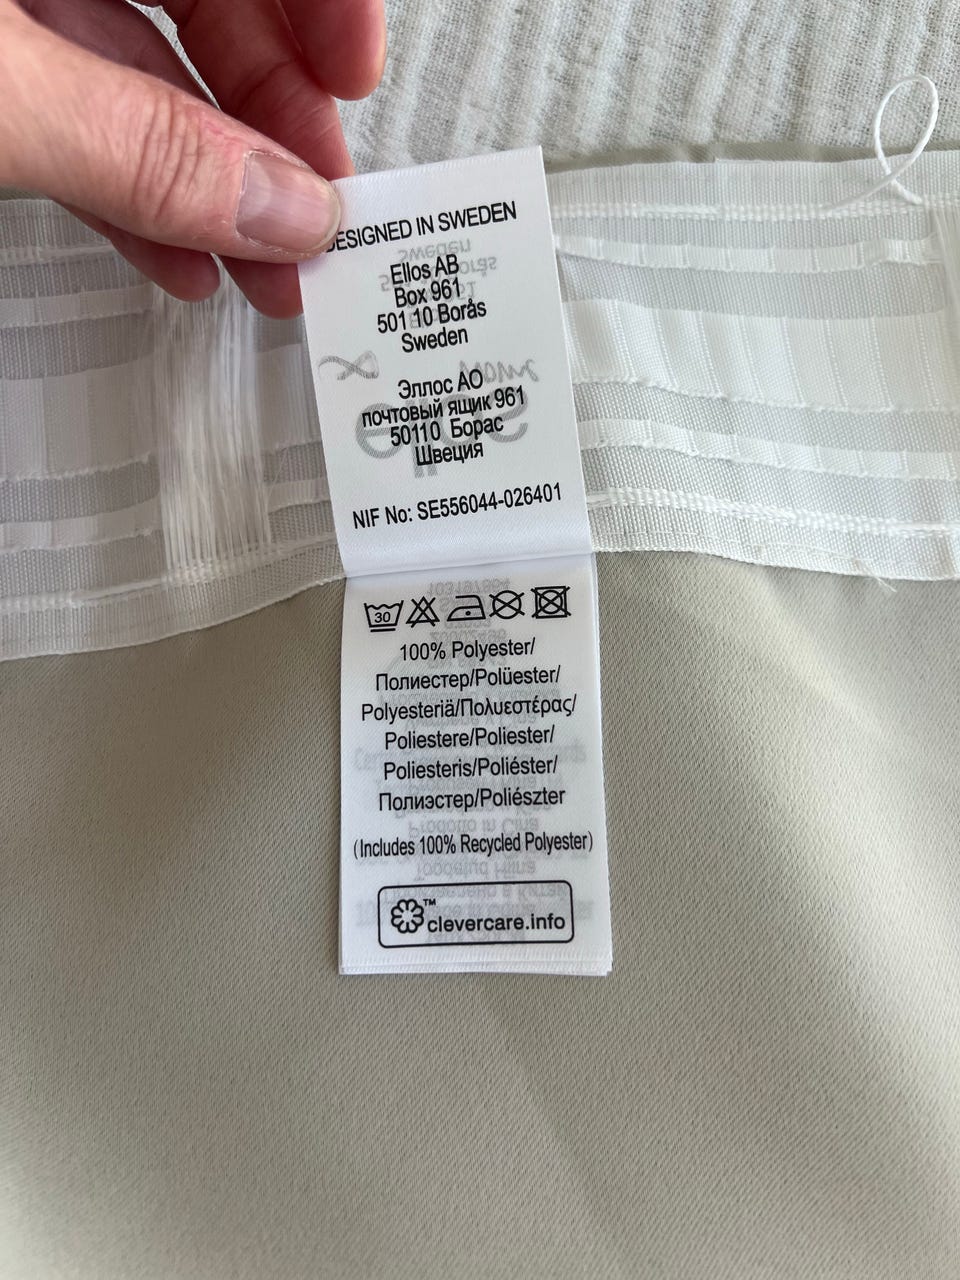 DESIGNED IN SWEDEN
Ellos AB
Box 961
501 10 Borås
Sweden
Эллос АО
почтовый ящик 961
50110 Борас
Швеция
NIF No: SE556044-026401
30
100% Polyester/
Полиестер/Polüester/
Polyesteriä/Πολυεστέρας/
Poliestere/Poliester/
Poliesteris/Poliéster/
Полиэстер/Poliészter
(Includes 100% Recycled Polyester)
™
clevercare.info